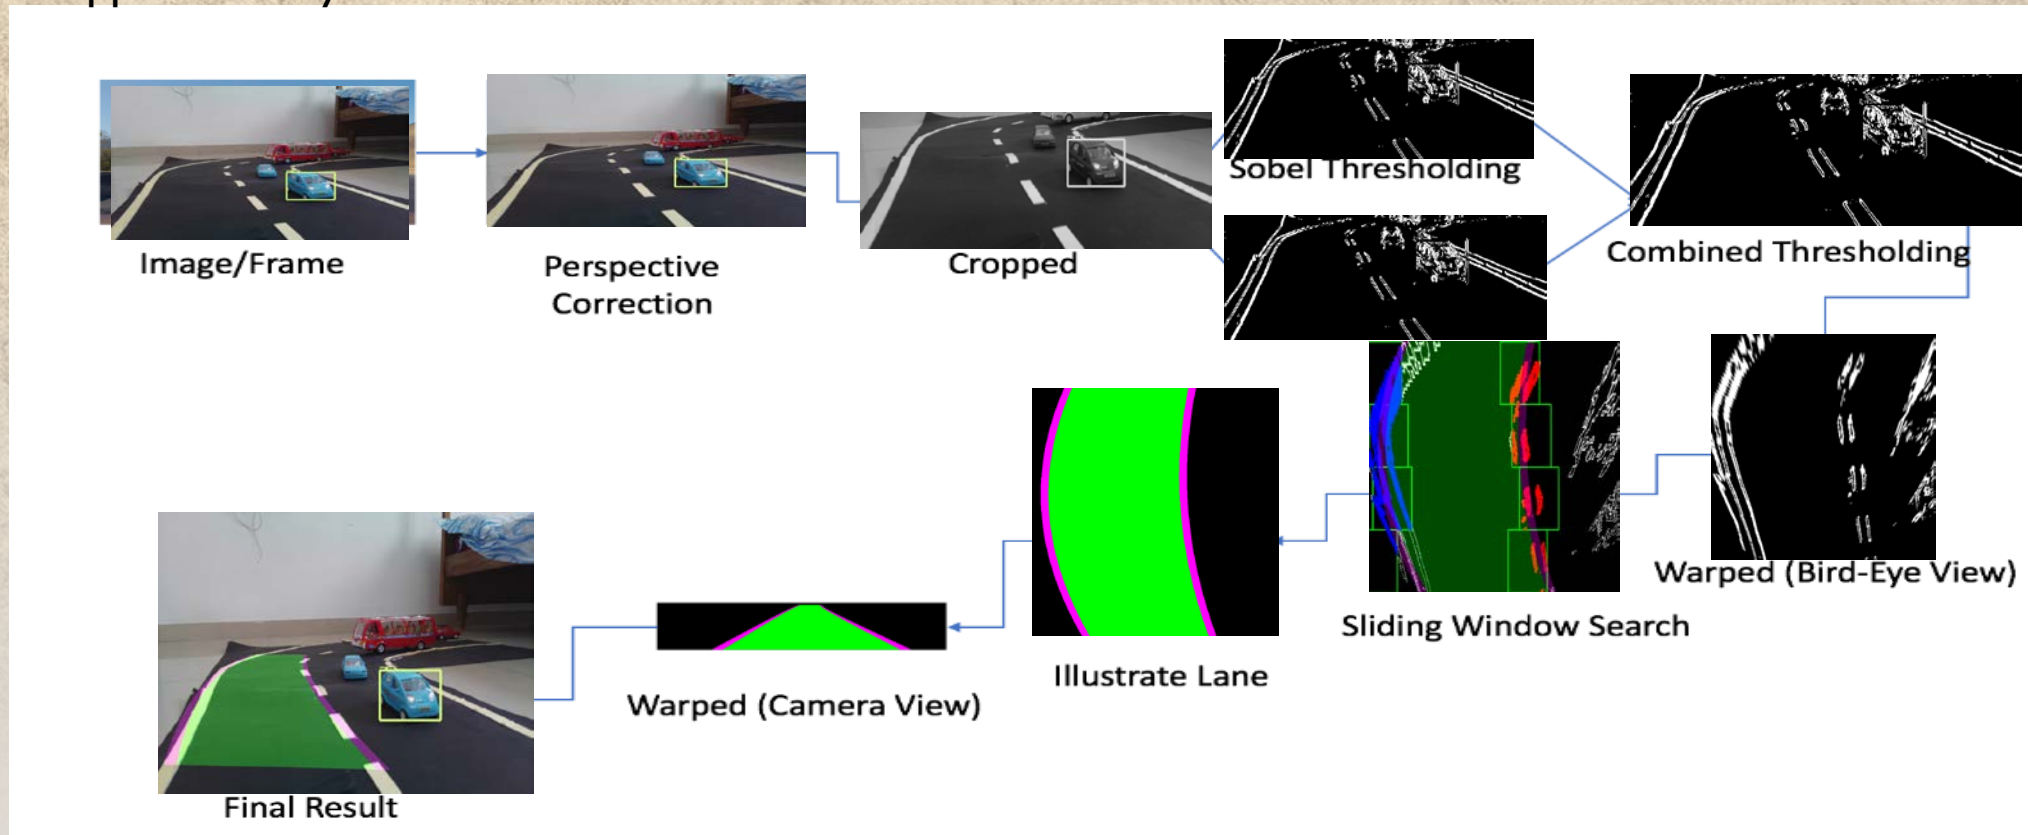 Image/Frame
Perspective
Correction
Cropped
Sobel Thresholding
Combined Thresholding
Warped (Bird-Eye View)
Sliding Window Search
Illustrate Lane
Warped (Camera View)
Final Result